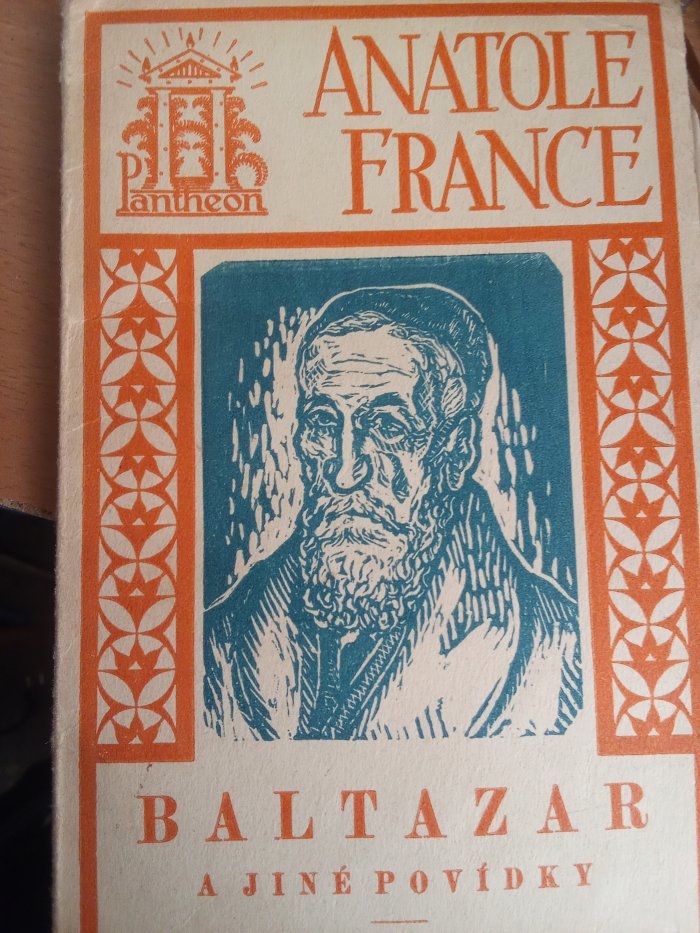 Pantheon
ANATOLE
FRANCE
BALTAZAR
A JINÉ POVÍDKY